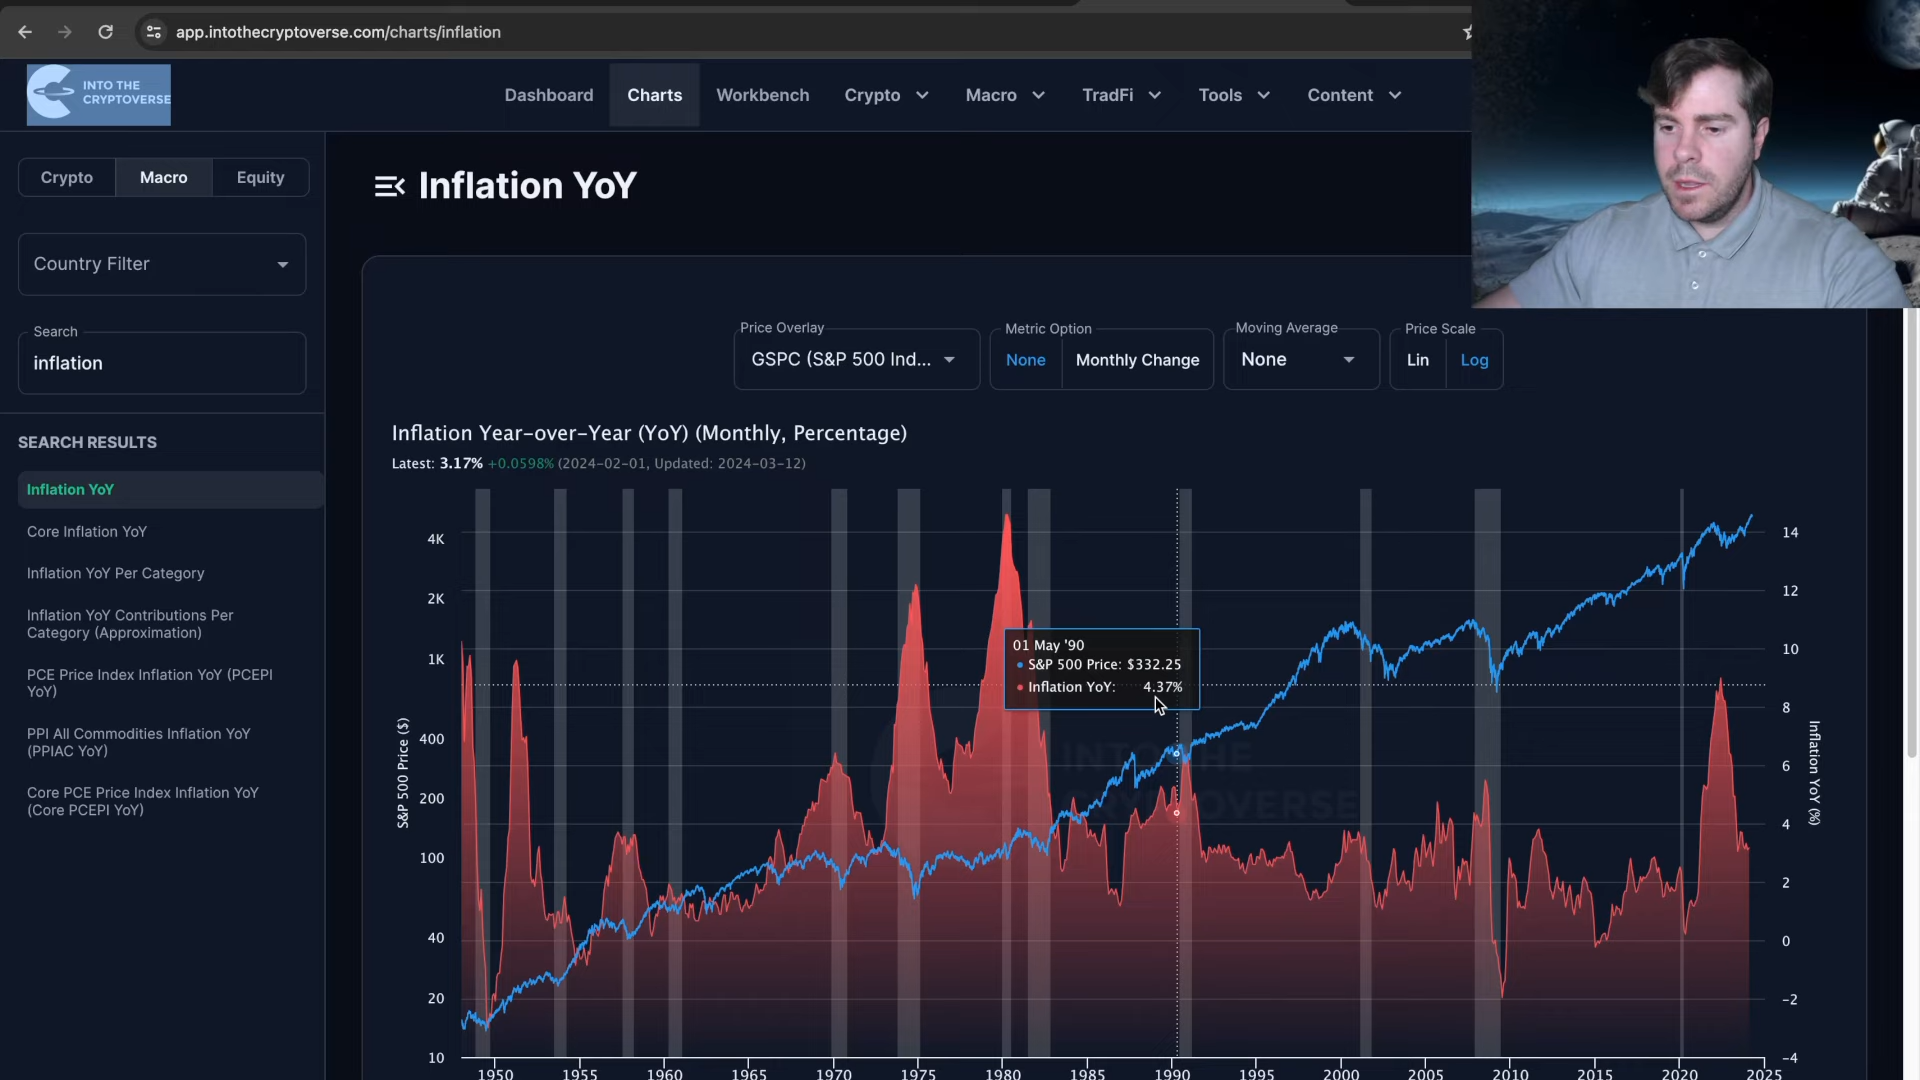 app.intothecryptoverse.com/charts/inflation
INTO THE
CRYPTOVERSE
Dashboard
Charts
Workbench
Crypto
Macro
TradFi
Tools
Content
Crypto
Macro
Equity
Country Filter
Search
inflation
SEARCH RESULTS
Inflation YoY
Core Inflation YoY
Inflation YoY Per Category
Inflation YoY Contributions Per
Category (Approximation)
PCE Price Index Inflation YoY (PCEPI
YoY)
PPI All Commodities Inflation YoY
(PPIAC YoY)
Core PCE Price Index Inflation YoY
(Core PCEPI YoY)
Inflation YoY
Price Overlay
GSPC (S&P 500 Ind...
Metric Option
None
Monthly Change
Moving Average
None
Price Scale
Lin
Log
Inflation Year-over-Year (YoY) (Monthly, Percentage)
Latest: 3.17% +0.0598% (2024-02-01, Updated: 2024-03-12)
4K
2K
1K
400
200
100
40
20
10
S&P 500 Price ($)
01 May '90
S&P 500 Price: $332.25
Inflation YoY: 4.37%
INTO THE
CRYPTOVERSE
14
12
10
8
6
4
2
0
−2
−4
Inflation YoY (%)
1950
1955
1960
1965
1970
1975
1980
1985
1990
1995
2000
2005
2010
2015
2020
2025